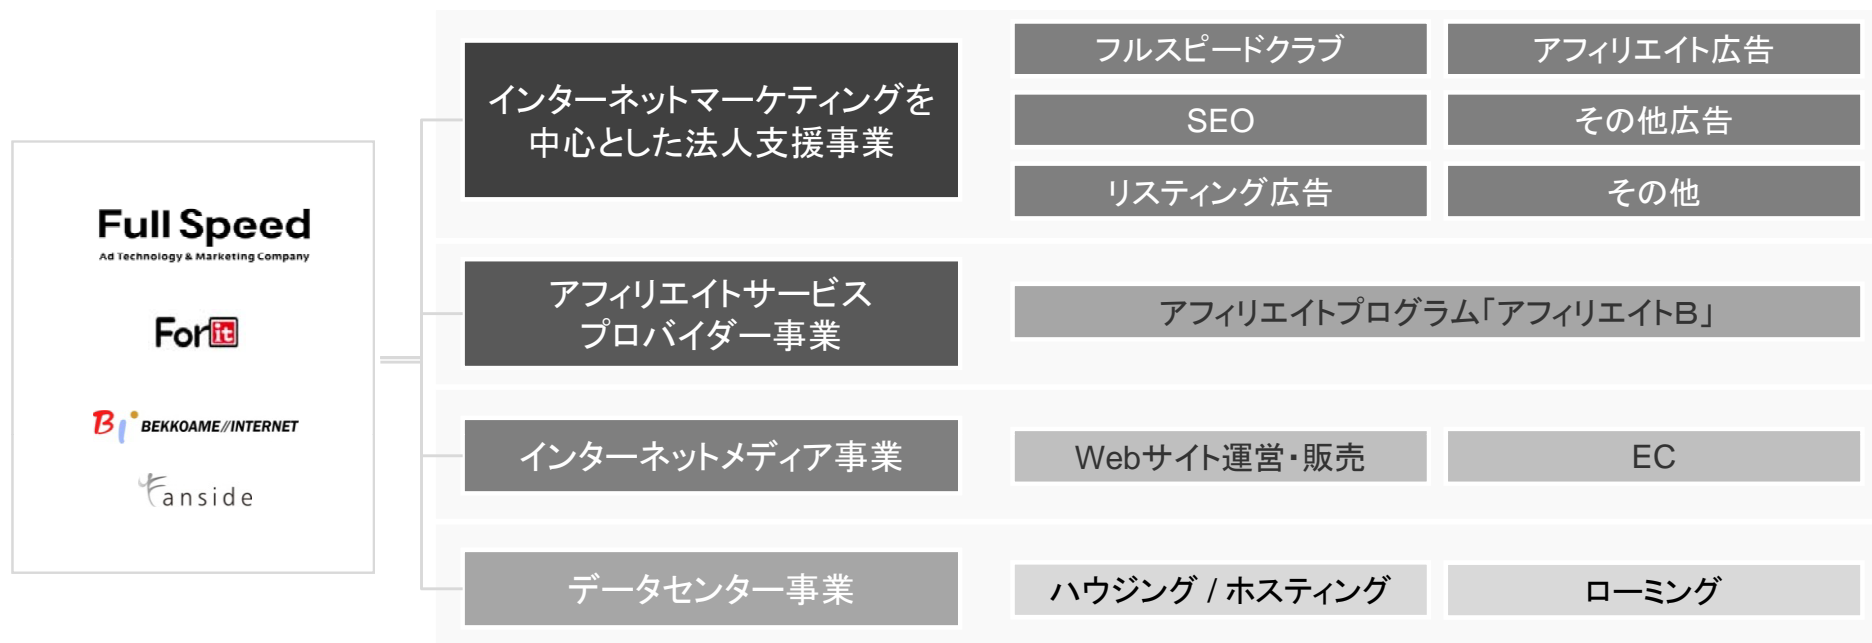 Full Speed
Ad Technology & Marketing Company
Forit
Bi BEKKOAME//INTERNET
Fanside
インターネットマーケティングを
中心とした法人支援事業
フルスピードクラブ
アフィリエイト広告
SEO
その他広告
リスティング広告
その他
アフィリエイトサービス
プロバイダー事業
アフィリエイトプログラム「アフィリエイトB」
インターネットメディア事業
Webサイト運営・販売
EC
データセンター事業
ハウジング / ホスティング
ローミング